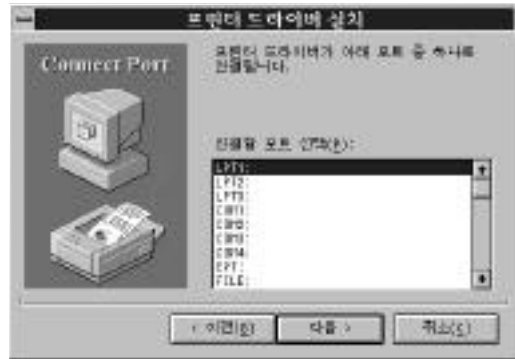 프린터 드라이버 설치
Connect Port
프린터 드라이버가 아래 포트 중 하나로
연결됩니다.
연결할 포트 선택(P):
LPT1:
LPT2:
LPT3:
COM1:
COM2:
COM3:
COM4:
EPT:
FILE:
< 이전(B)
다음 >
취소(C)